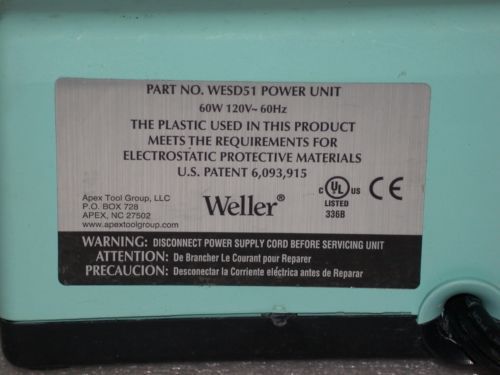 PART NO. WESD51 POWER UNIT
60W 120V~ 60Hz
THE PLASTIC USED IN THIS PRODUCT
MEETS THE REQUIREMENTS FOR
ELECTROSTATIC PROTECTIVE MATERIALS
U.S. PATENT 6,093,915
Apex Tool Group, LLC
P.O. BOX 728
APEX, NC 27502
www.apextoolgroup.com
Weller®
c UL® US CE
LISTED
336B
WARNING: DISCONNECT POWER SUPPLY CORD BEFORE SERVICING UNIT
ATTENTION: De Brancher Le Courant pour Reparer
PRECAUCION: Desconectar la Corriente eléctrica antes de Reparar